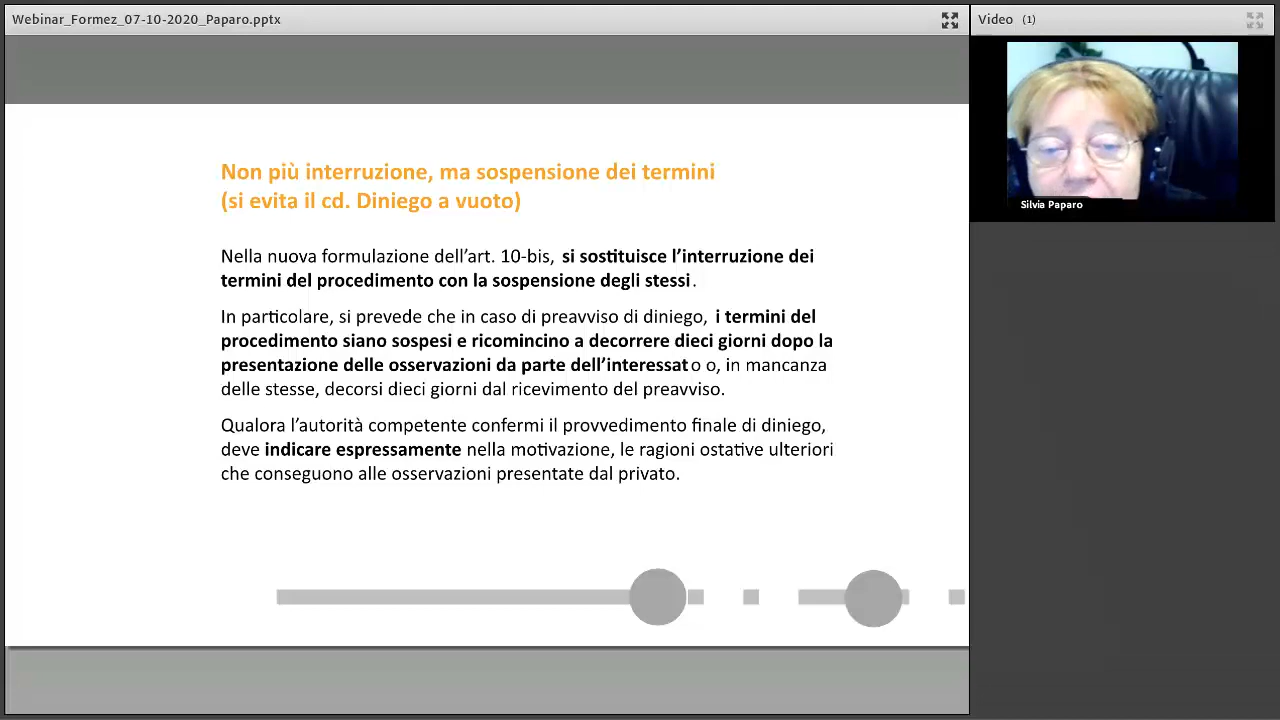 Webinar_Formez_07-10-2020_Paparo.pptx
Video (1)
Silvia Paparo
Non più interruzione, ma sospensione dei termini
(si evita il cd. Diniego a vuoto)
Nella nuova formulazione dell'art. 10-bis, si sostituisce l'interruzione dei
termini del procedimento con la sospensione degli stessi.
In particolare, si prevede che in caso di preavviso di diniego, i termini del
procedimento siano sospesi e ricomincino a decorrere dieci giorni dopo la
presentazione delle osservazioni da parte dell'interessato o, in mancanza
delle stesse, decorsi dieci giorni dal ricevimento del preavviso.
Qualora l'autorità competente confermi il provvedimento finale di diniego,
deve indicare espressamente nella motivazione, le ragioni ostative ulteriori
che conseguono alle osservazioni presentate dal privato.